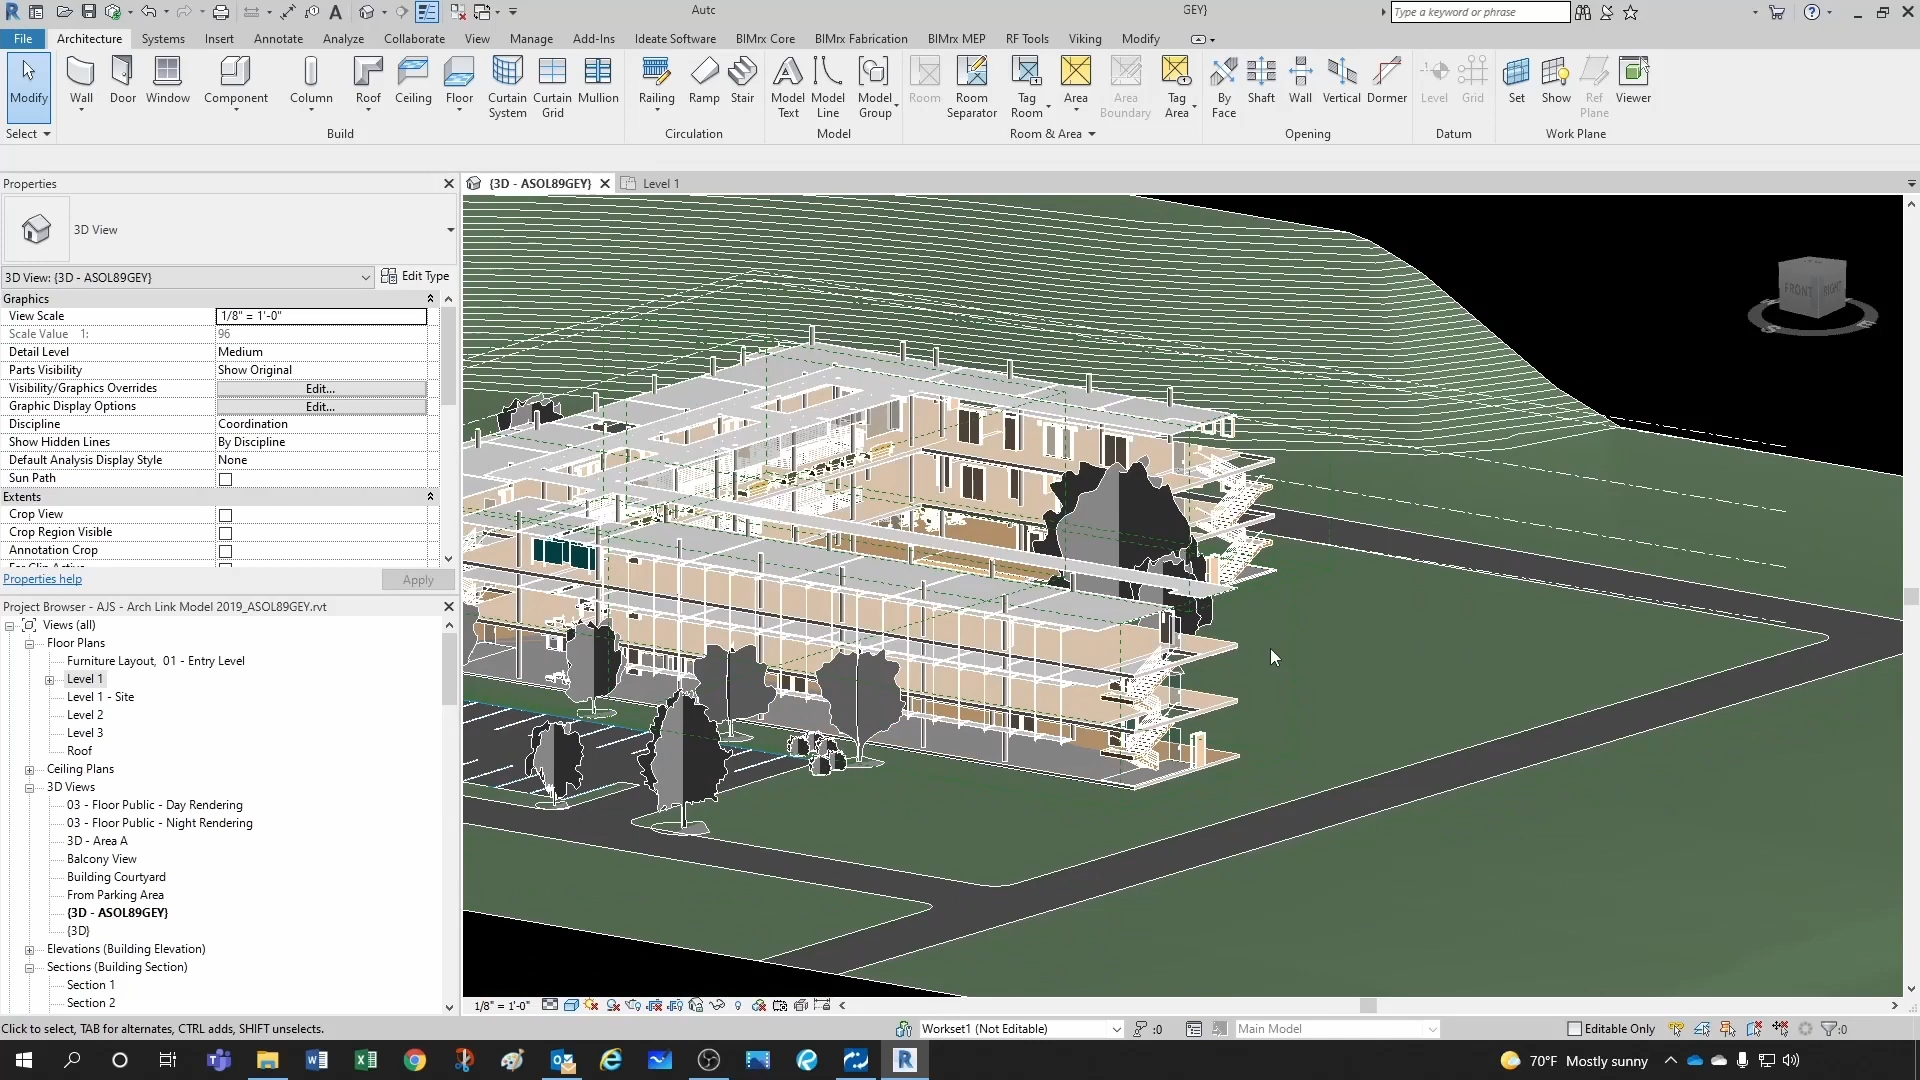 Autc
GEY}
Type a keyword or phrase
File Architecture Systems Insert Annotate Analyze Collaborate View Manage Add-Ins Ideate Software BIMrx Core BIMrx Fabrication BIMrx MEP RF Tools Viking Modify
Modify Wall Door Window Component Column Roof Ceiling Floor Curtain System Curtain Grid Mullion Railing Ramp Stair Model Text Model Line Model Group Room Room Separator Tag Room Area Area Boundary Tag Area By Face Shaft Wall Vertical Dormer Level Grid Set Show Ref Plane Viewer
Select Build Circulation Model Room & Area Opening Datum Work Plane
Properties
{3D - ASOL89GEY} Level 1
3D View
3D View: {3D - ASOL89GEY} Edit Type
Graphics
View Scale 1/8" = 1'-0"
Scale Value 1: 96
Detail Level Medium
Parts Visibility Show Original
Visibility/Graphics Overrides Edit...
Graphic Display Options Edit...
Discipline Coordination
Show Hidden Lines By Discipline
Default Analysis Display Style None
Sun Path
Extents
Crop View
Crop Region Visible
Annotation Crop
Properties help Apply
Project Browser - AJS - Arch Link Model 2019_ASOL89GEY.rvt
Views (all)
Floor Plans
Furniture Layout, 01 - Entry Level
Level 1
Level 1 - Site
Level 2
Level 3
Roof
Ceiling Plans
3D Views
03 - Floor Public - Day Rendering
03 - Floor Public - Night Rendering
3D - Area A
Balcony View
Building Courtyard
From Parking Area
{3D - ASOL89GEY}
{3D}
Elevations (Building Elevation)
Sections (Building Section)
Section 1
Section 2
FRONT RIGHT
S E
1/8" = 1'-0"
Click to select, TAB for alternates, CTRL adds, SHIFT unselects.
Workset1 (Not Editable) :0 Main Model Editable Only :0
70°F Mostly sunny